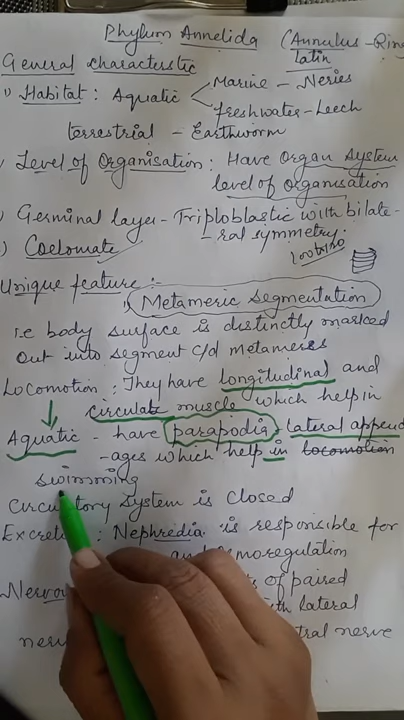 Phylum Annelida (Annulus - Ring
Latin
General characterstic
1) Habitat : Aquatic Marine - Neries
freshwater - Leech
terrestrial - Earthworm
) Level of Organisation : Have Organ System
level of organisation
) Germinal layer - Triploblastic with bilate-
-ral symmetry.
) Coelomate
Unique feature :-
1) Metameric Segmentation
i.e body surface is distinctly marked
out into segment c/d metameres
Locomotion : They have longitudinal and
circular muscle which help in
Aquatic - have parapodia - lateral append
-ages which help in locomotion
swimming
Circulatory System is closed
: Nephredia is responsible for
and osmoregulation
of paired
lateral
nerve